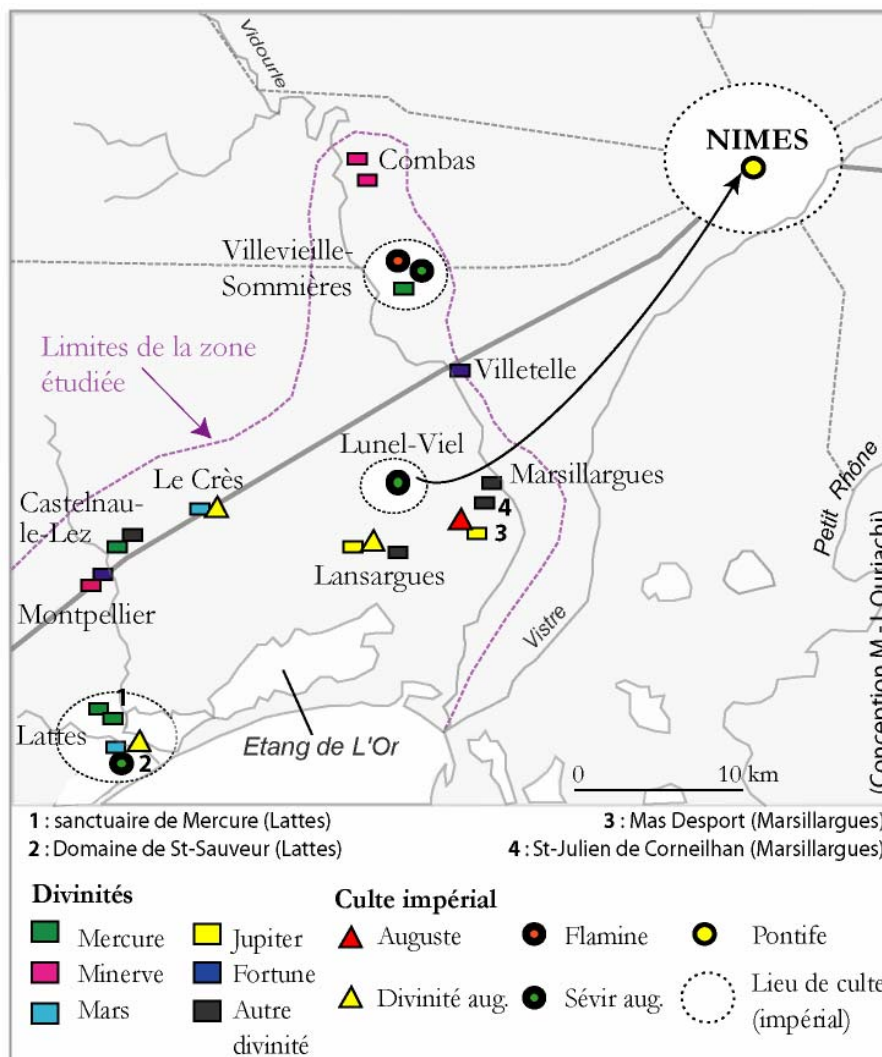 Vidourle
NIMES
Combas
Villevieille-
Sommières
Limites de la zone
étudiée
Villetelle
Lunel-Viel
Marsillargues
Le Crès
4
Castelnau-
le-Lez
3
Lansargues
Montpellier
Petit Rhône
Vistre
1
Lattes
2
Etang de L'Or
0 10 km
(Conception M.-J. Ouriachi)
1 : sanctuaire de Mercure (Lattes)
3 : Mas Desport (Marsillargues)
2 : Domaine de St-Sauveur (Lattes)
4 : St-Julien de Corneilhan (Marsillargues)
Divinités
Mercure
Minerve
Mars
Jupiter
Fortune
Autre
divinité
Culte impérial
Auguste
Divinité aug.
Flamine
Sévir aug.
Pontife
Lieu de culte
(impérial)